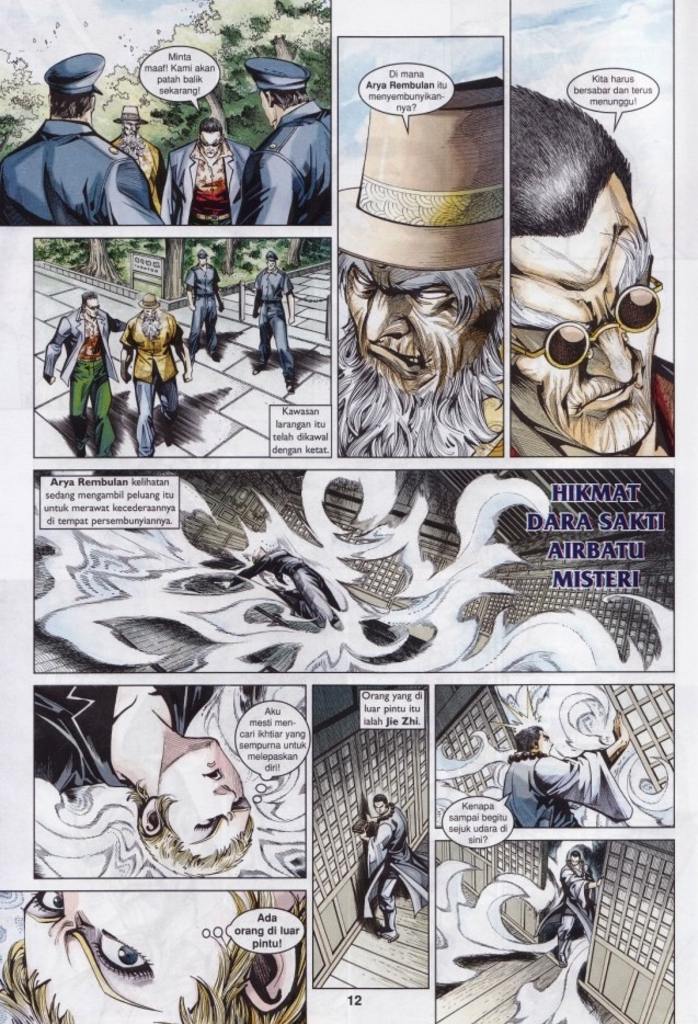 Minta
maaf! Kami akan
patah balik
sekarang!
Di mana
Arya Rembulan itu
menyembunyikan-
nya?
Kita harus
bersabar dan terus
menunggu!
Kawasan
larangan itu
telah dikawal
dengan ketat.
Arya Rembulan kelihatan
sedang mengambil peluang itu
untuk merawat kecederaannya
di tempat persembunyiannya.
HIKMAT
DARA SAKTI
AIRBATU
MISTERI
Aku
mesti men-
cari ikhtiar yang
sempurna untuk
melepaskan
diri!
Orang yang di
luar pintu itu
ialah Jie Zhi.
Kenapa
sampai begitu
sejuk udara di
sini?
Ada
orang di luar
pintu!
12